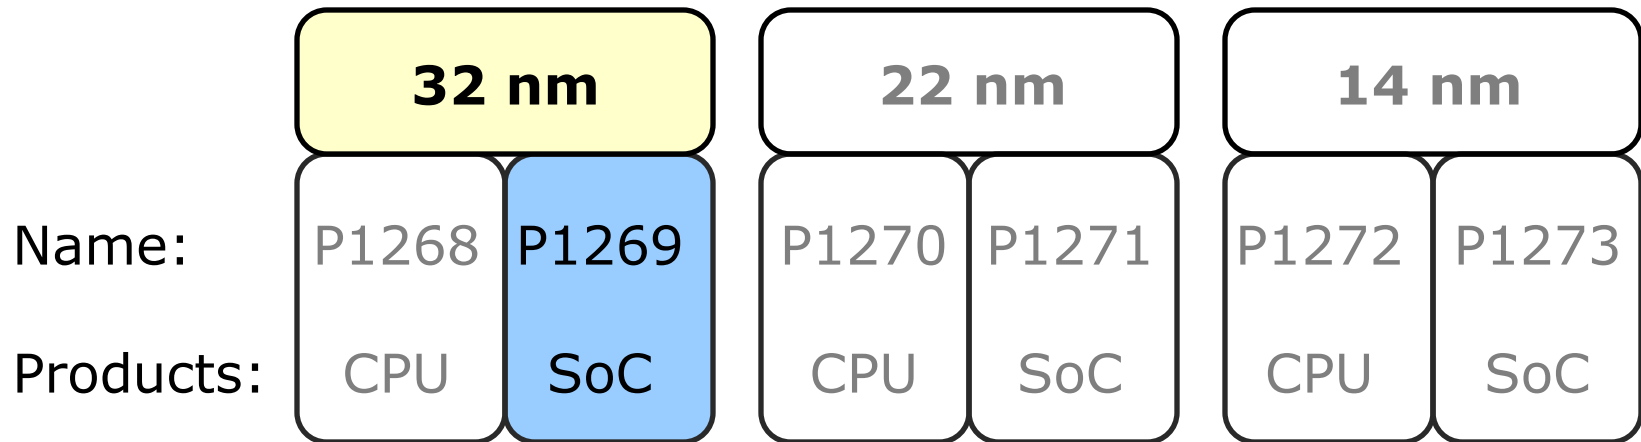 32 nm 22 nm 14 nm
Name: P1268 P1269 P1270 P1271 P1272 P1273
Products: CPU SoC CPU SoC CPU SoC